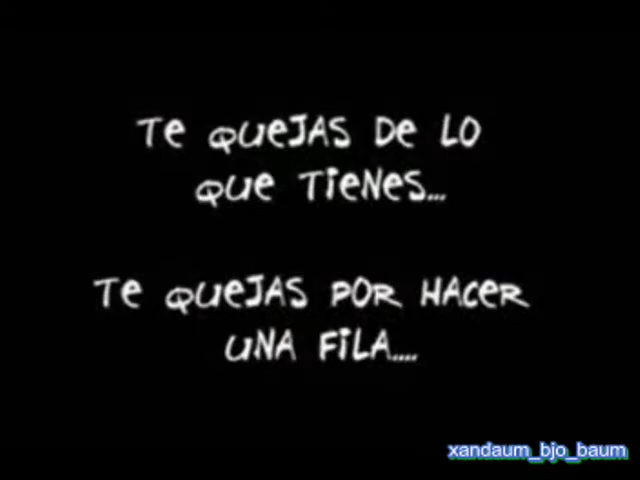 Te quejas de lo
que tienes...
Te quejas por hacer
una fila....
xandaum_bjo_baum